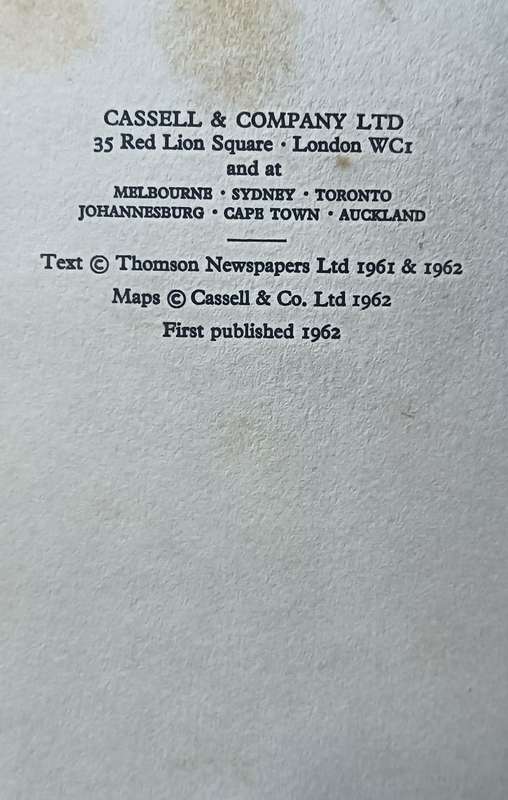 CASSELL & COMPANY LTD
35 Red Lion Square · London WC1
and at
MELBOURNE · SYDNEY · TORONTO
JOHANNESBURG · CAPE TOWN · AUCKLAND
Text © Thomson Newspapers Ltd 1961 & 1962
Maps © Cassell & Co. Ltd 1962
First published 1962